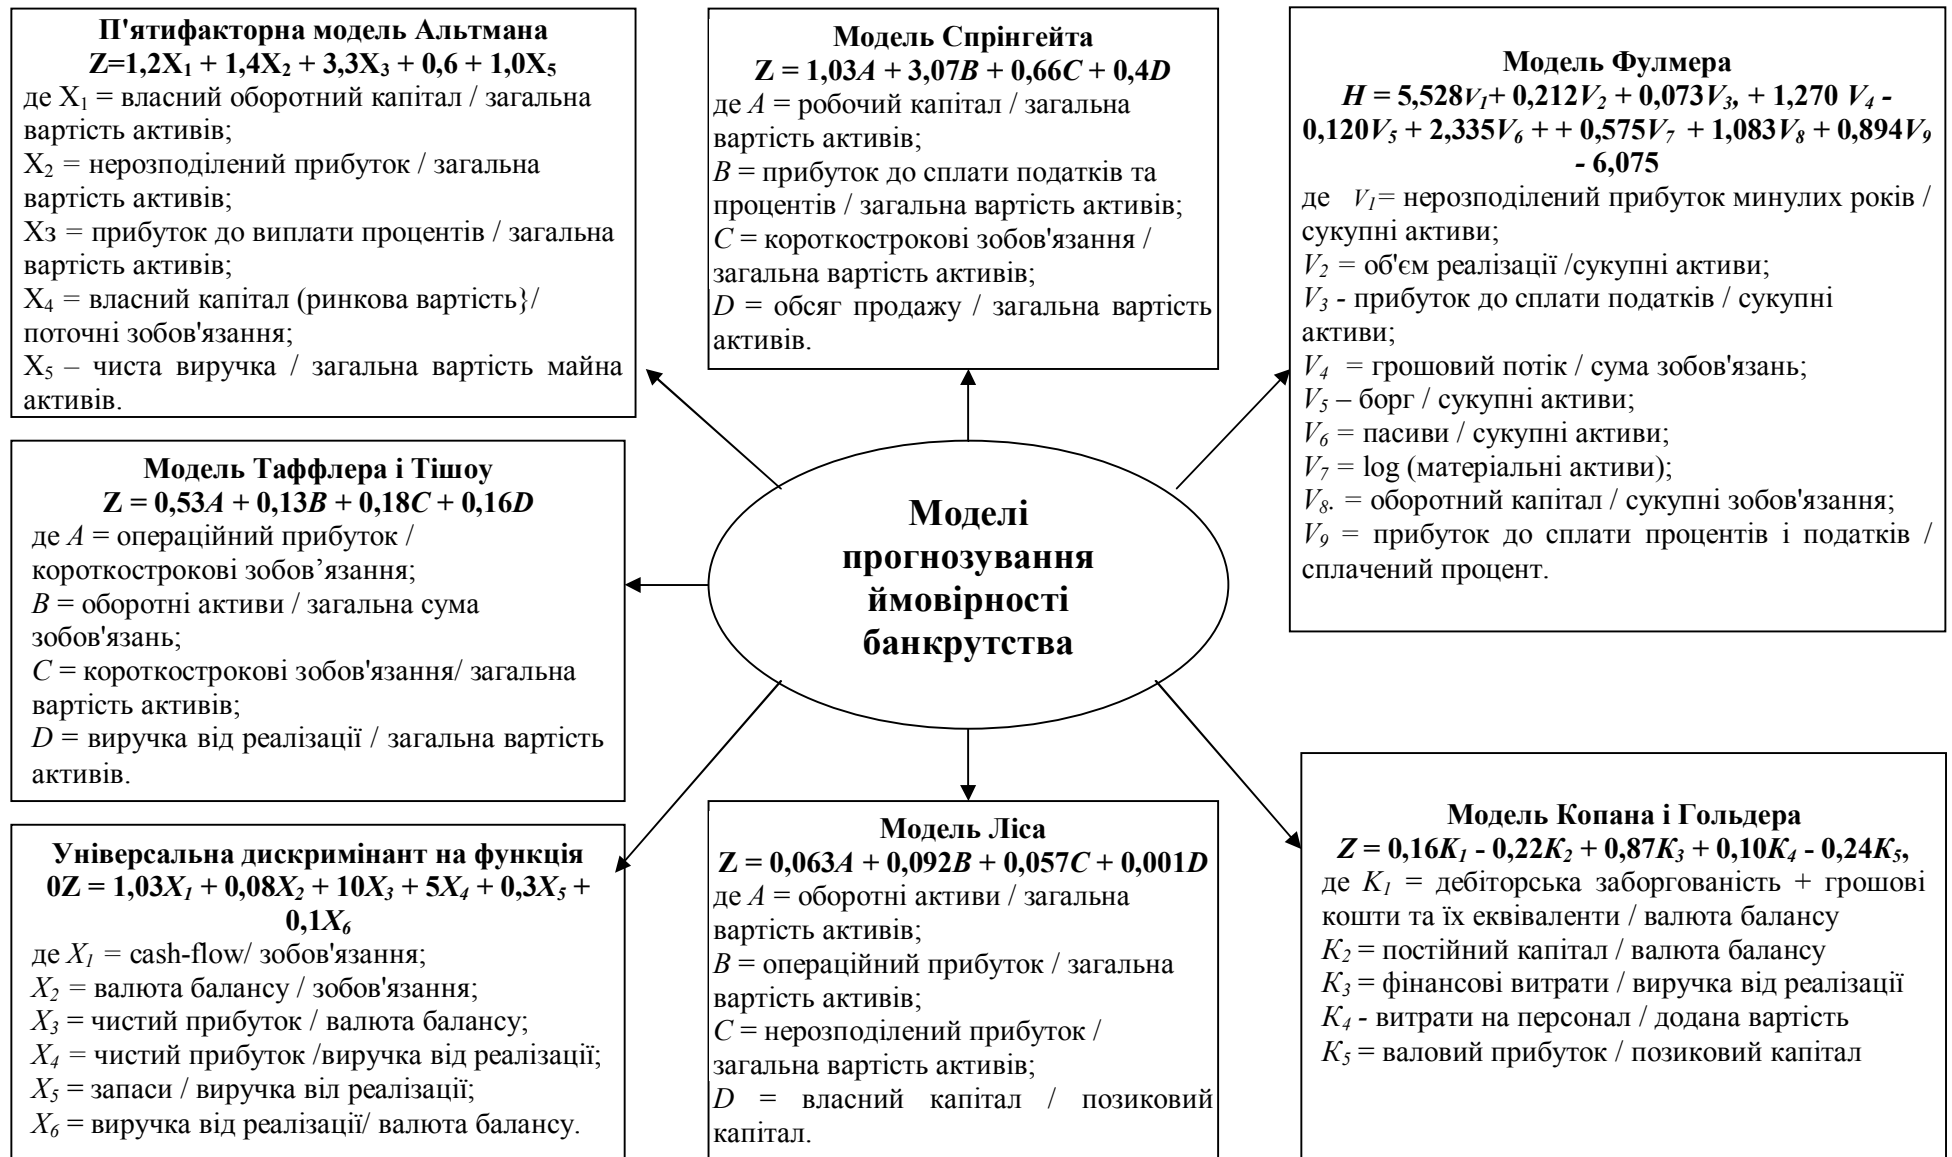 П'ятифакторна модель Альтмана
Z=1,2X₁ + 1,4X₂ + 3,3X₃ + 0,6 + 1,0X₅
де X₁ = власний оборотний капітал / загальна
вартість активів;
X₂ = нерозподілений прибуток / загальна
вартість активів;
Xз = прибуток до виплати процентів / загальна
вартість активів;
X₄ = власний капітал (ринкова вартість}/
поточні зобов'язання;
X₅ – чиста виручка / загальна вартість майна
активів.
Модель Спрінгейта
Z = 1,03A + 3,07B + 0,66C + 0,4D
де A = робочий капітал / загальна
вартість активів;
B = прибуток до сплати податків та
процентів / загальна вартість активів;
C = короткострокові зобов'язання /
загальна вартість активів;
D = обсяг продажу / загальна вартість
активів.
Модель Фулмера
H = 5,528V₁+ 0,212V₂ + 0,073V₃, + 1,270 V₄ -
0,120V₅ + 2,335V₆ + + 0,575V₇ + 1,083V₈ + 0,894V₉
- 6,075
де V₁= нерозподілений прибуток минулих років /
сукупні активи;
V₂ = об'єм реалізації /сукупні активи;
V₃ - прибуток до сплати податків / сукупні
активи;
V₄ = грошовий потік / сума зобов'язань;
V₅ – борг / сукупні активи;
V₆ = пасиви / сукупні активи;
V₇ = log (матеріальні активи);
V₈. = оборотний капітал / сукупні зобов'язання;
V₉ = прибуток до сплати процентів і податків /
сплачений процент.
Модель Таффлера і Тішоу
Z = 0,53A + 0,13B + 0,18C + 0,16D
де A = операційний прибуток /
короткострокові зобов’язання;
B = оборотні активи / загальна сума
зобов'язань;
C = короткострокові зобов'язання/ загальна
вартість активів;
D = виручка від реалізації / загальна вартість
активів.
Моделі
прогнозування
ймовірності
банкрутства
Універсальна дискримінант на функція
0Z = 1,03X₁ + 0,08X₂ + 10X₃ + 5X₄ + 0,3X₅ +
0,1X₆
де X₁ = cash-flow/ зобов'язання;
X₂ = валюта балансу / зобов'язання;
X₃ = чистий прибуток / валюта балансу;
X₄ = чистий прибуток /виручка від реалізації;
X₅ = запаси / виручка віл реалізації;
X₆ = виручка від реалізації/ валюта балансу.
Модель Ліса
Z = 0,063A + 0,092B + 0,057C + 0,001D
де A = оборотні активи / загальна
вартість активів;
B = операційний прибуток / загальна
вартість активів;
C = нерозподілений прибуток /
загальна вартість активів;
D = власний капітал / позиковий
капітал.
Модель Копана і Гольдера
Z = 0,16K₁ - 0,22K₂ + 0,87K₃ + 0,10K₄ - 0,24K₅,
де K₁ = дебіторська заборгованість + грошові
кошти та їх еквіваленти / валюта балансу
K₂ = постійний капітал / валюта балансу
K₃ = фінансові витрати / виручка від реалізації
K₄ - витрати на персонал / додана вартість
K₅ = валовий прибуток / позиковий капітал